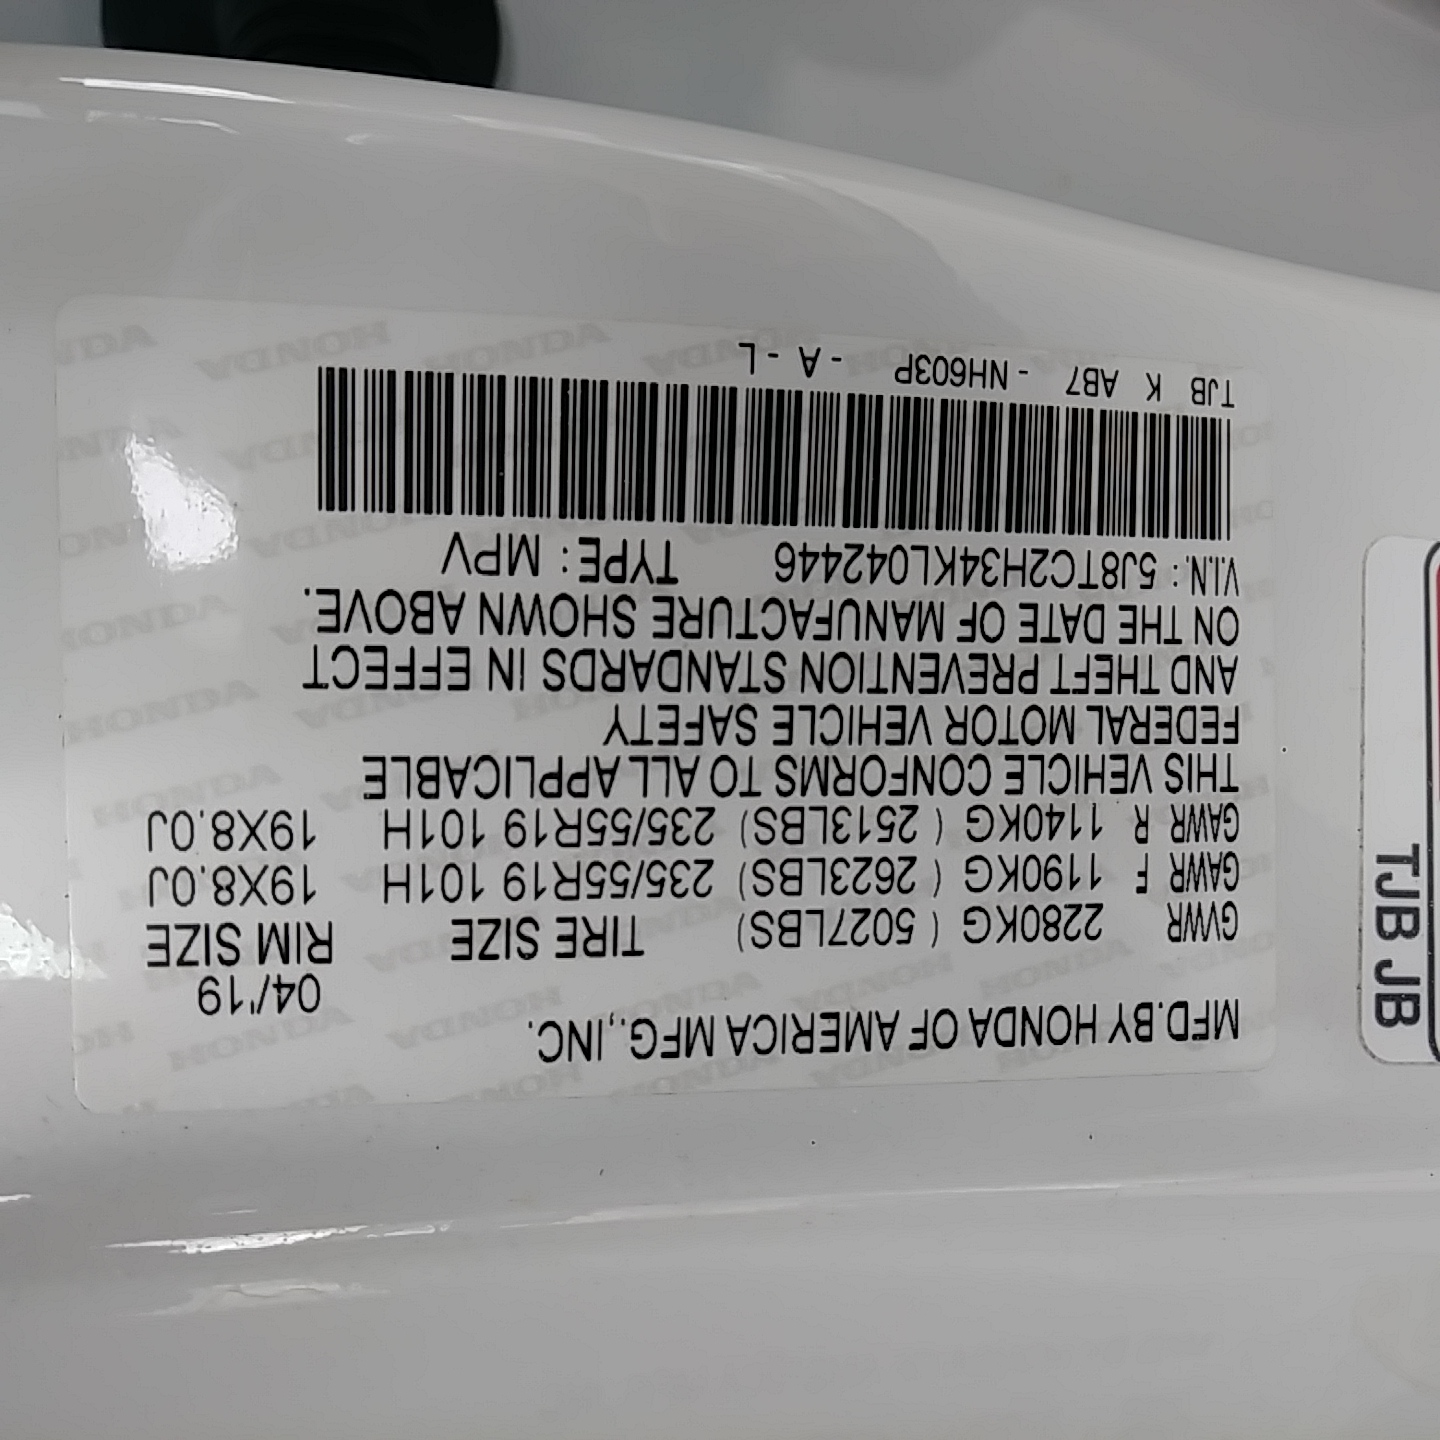 MFD.BY HONDA OF AMERICA MFG.,INC.
04/'19
GVWR 2280KG ( 5027LBS) TIRE SIZE RIM SIZE
GAWR F 1190KG ( 2623LBS) 235/55R19 101H 19X8.0J
GAWR R 1140KG ( 2513LBS) 235/55R19 101H 19X8.0J
THIS VEHICLE CONFORMS TO ALL APPLICABLE
FEDERAL MOTOR VEHICLE SAFETY
AND THEFT PREVENTION STANDARDS IN EFFECT
ON THE DATE OF MANUFACTURE SHOWN ABOVE.
V.I.N.: 5J8TC2H34KL042446 TYPE: MPV
TJB K AB7 - NH603P - A - L
TJB JB